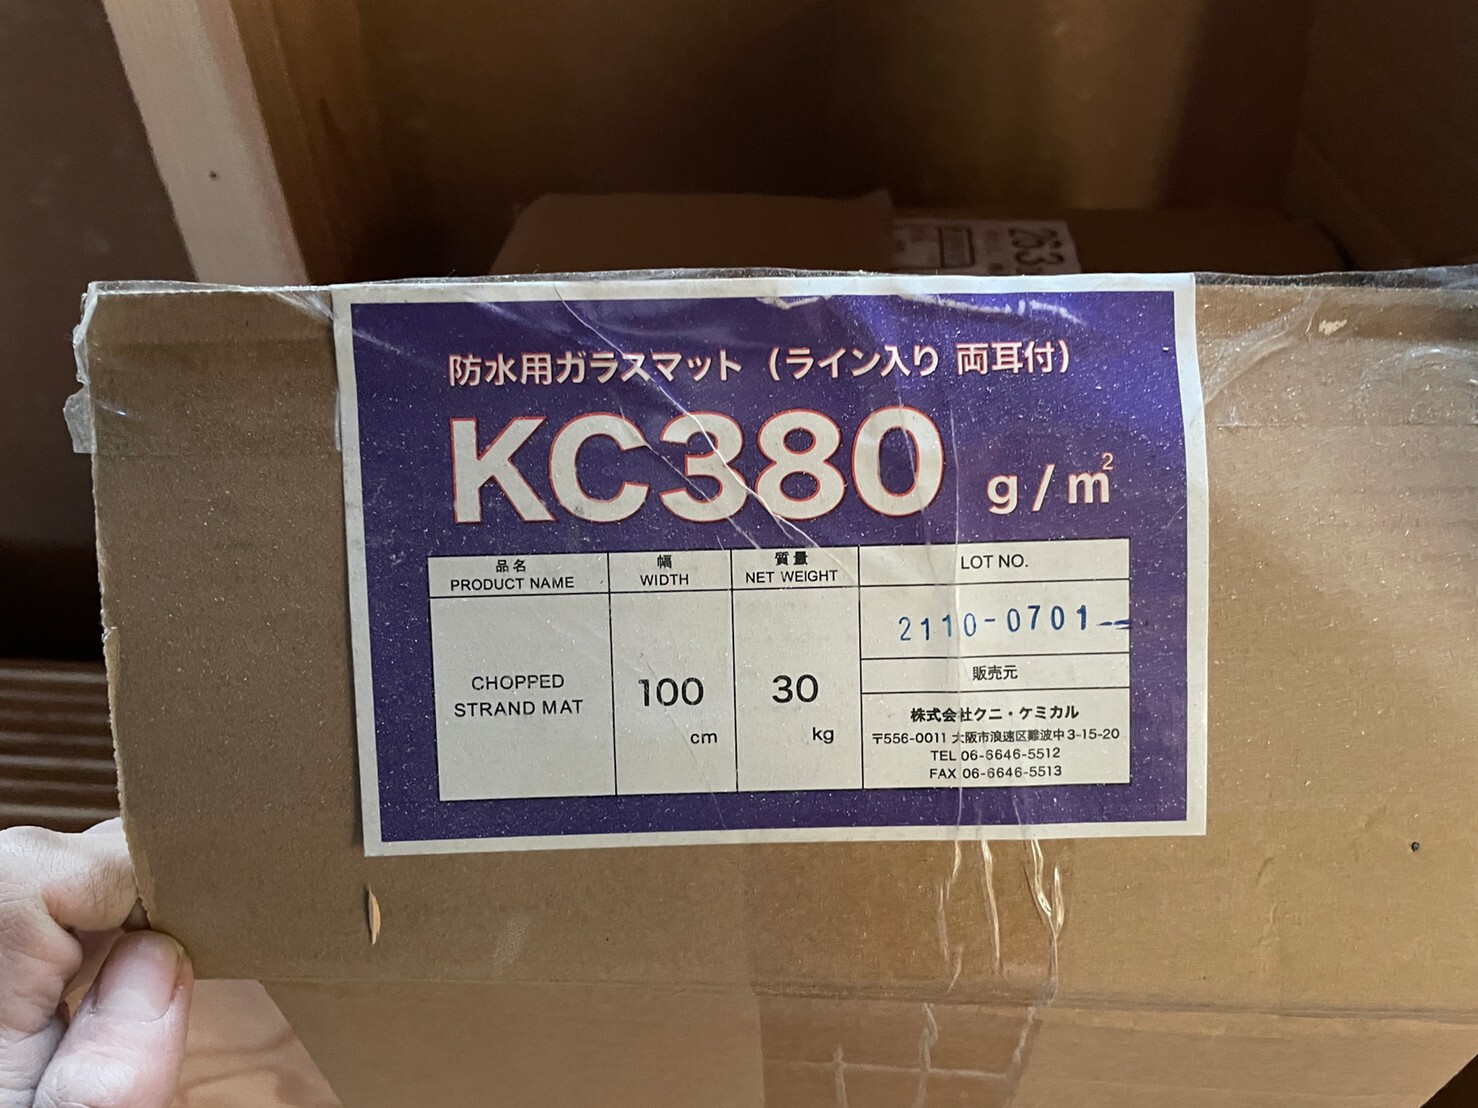 263
防水用ガラスマット（ライン入り 両耳付）
KC380 g/m²
品名 幅 質量 LOT NO.
PRODUCT NAME WIDTH NET WEIGHT
2110-0701
CHOPPED STRAND MAT
100 cm
30 kg
販売元
株式会社クニ・ケミカル
〒556-0011 大阪市浪速区難波中3-15-20
TEL 06-6646-5512
FAX 06-6646-5513